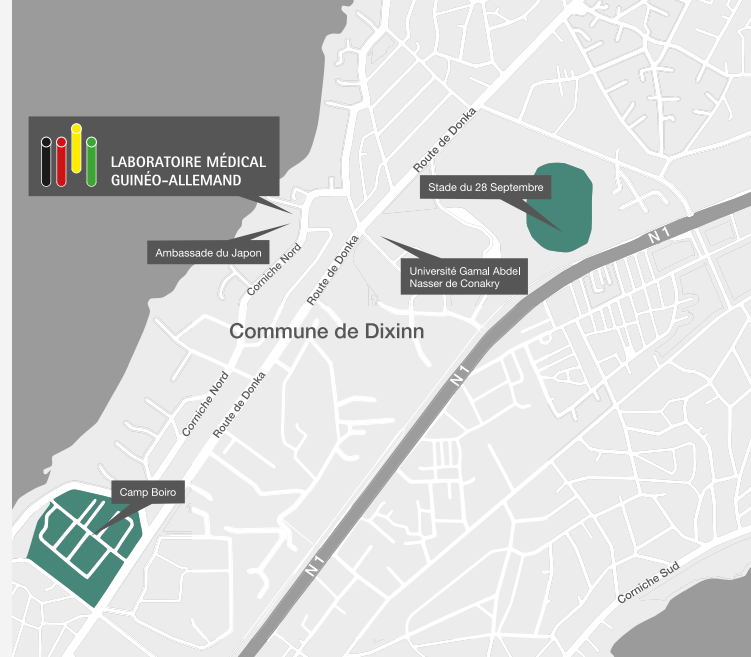 Route de Donka
LABORATOIRE MÉDICAL
GUINÉO-ALLEMAND
Stade du 28 Septembre
N 1
Ambassade du Japon
Corniche Nord
Route de Donka
Université Gamal Abdel
Nasser de Conakry
Commune de Dixinn
N 1
Corniche Nord
Route de Donka
Camp Boiro
N 1
Corniche Sud